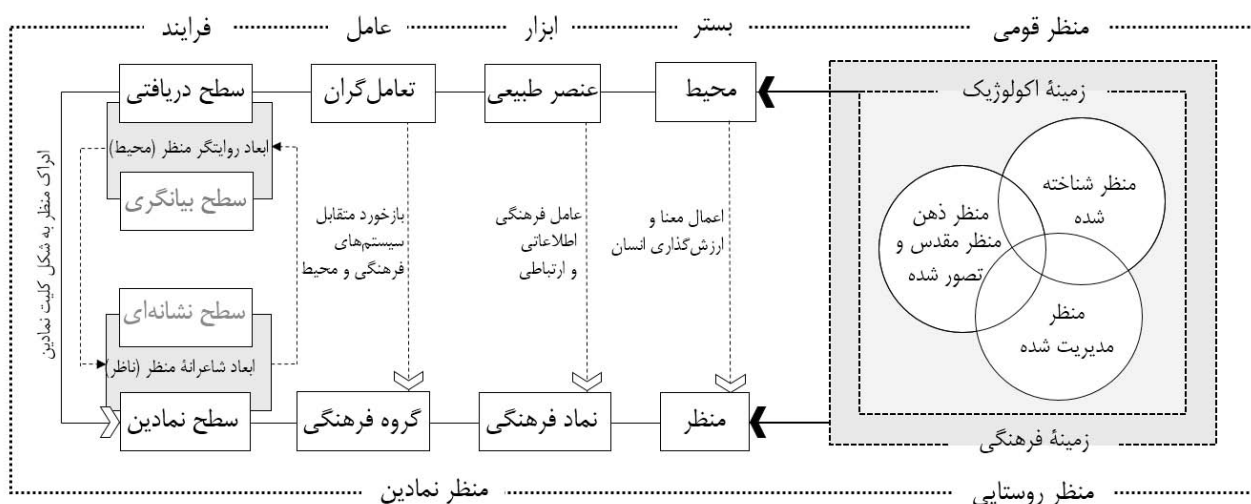 منظر قومی
بستر
ابزار
عامل
فرایند
زمینهٔ اکولوژیک
محیط
عنصر طبیعی
تعامل‌گران
سطح دریافتی
ابعاد روایتگر منظر (محیط)
سطح بیانگری
منظر شناخته
شده
منظر ذهن
منظر مقدس و
تصور شده
منظر
مدیریت شده
اعمال معنا و
ارزش‌گذاری انسان
عامل فرهنگی
اطلاعاتی
و ارتباطی
بازخورد متقابل
سیستم‌های
فرهنگی و محیط
ادراک منظر به شکل کلیت نمادین
سطح نشانه‌ای
ابعاد شاعرانهٔ منظر (ناظر)
منظر
نماد فرهنگی
گروه فرهنگی
سطح نمادین
زمینهٔ فرهنگی
منظر روستایی
منظر نمادین